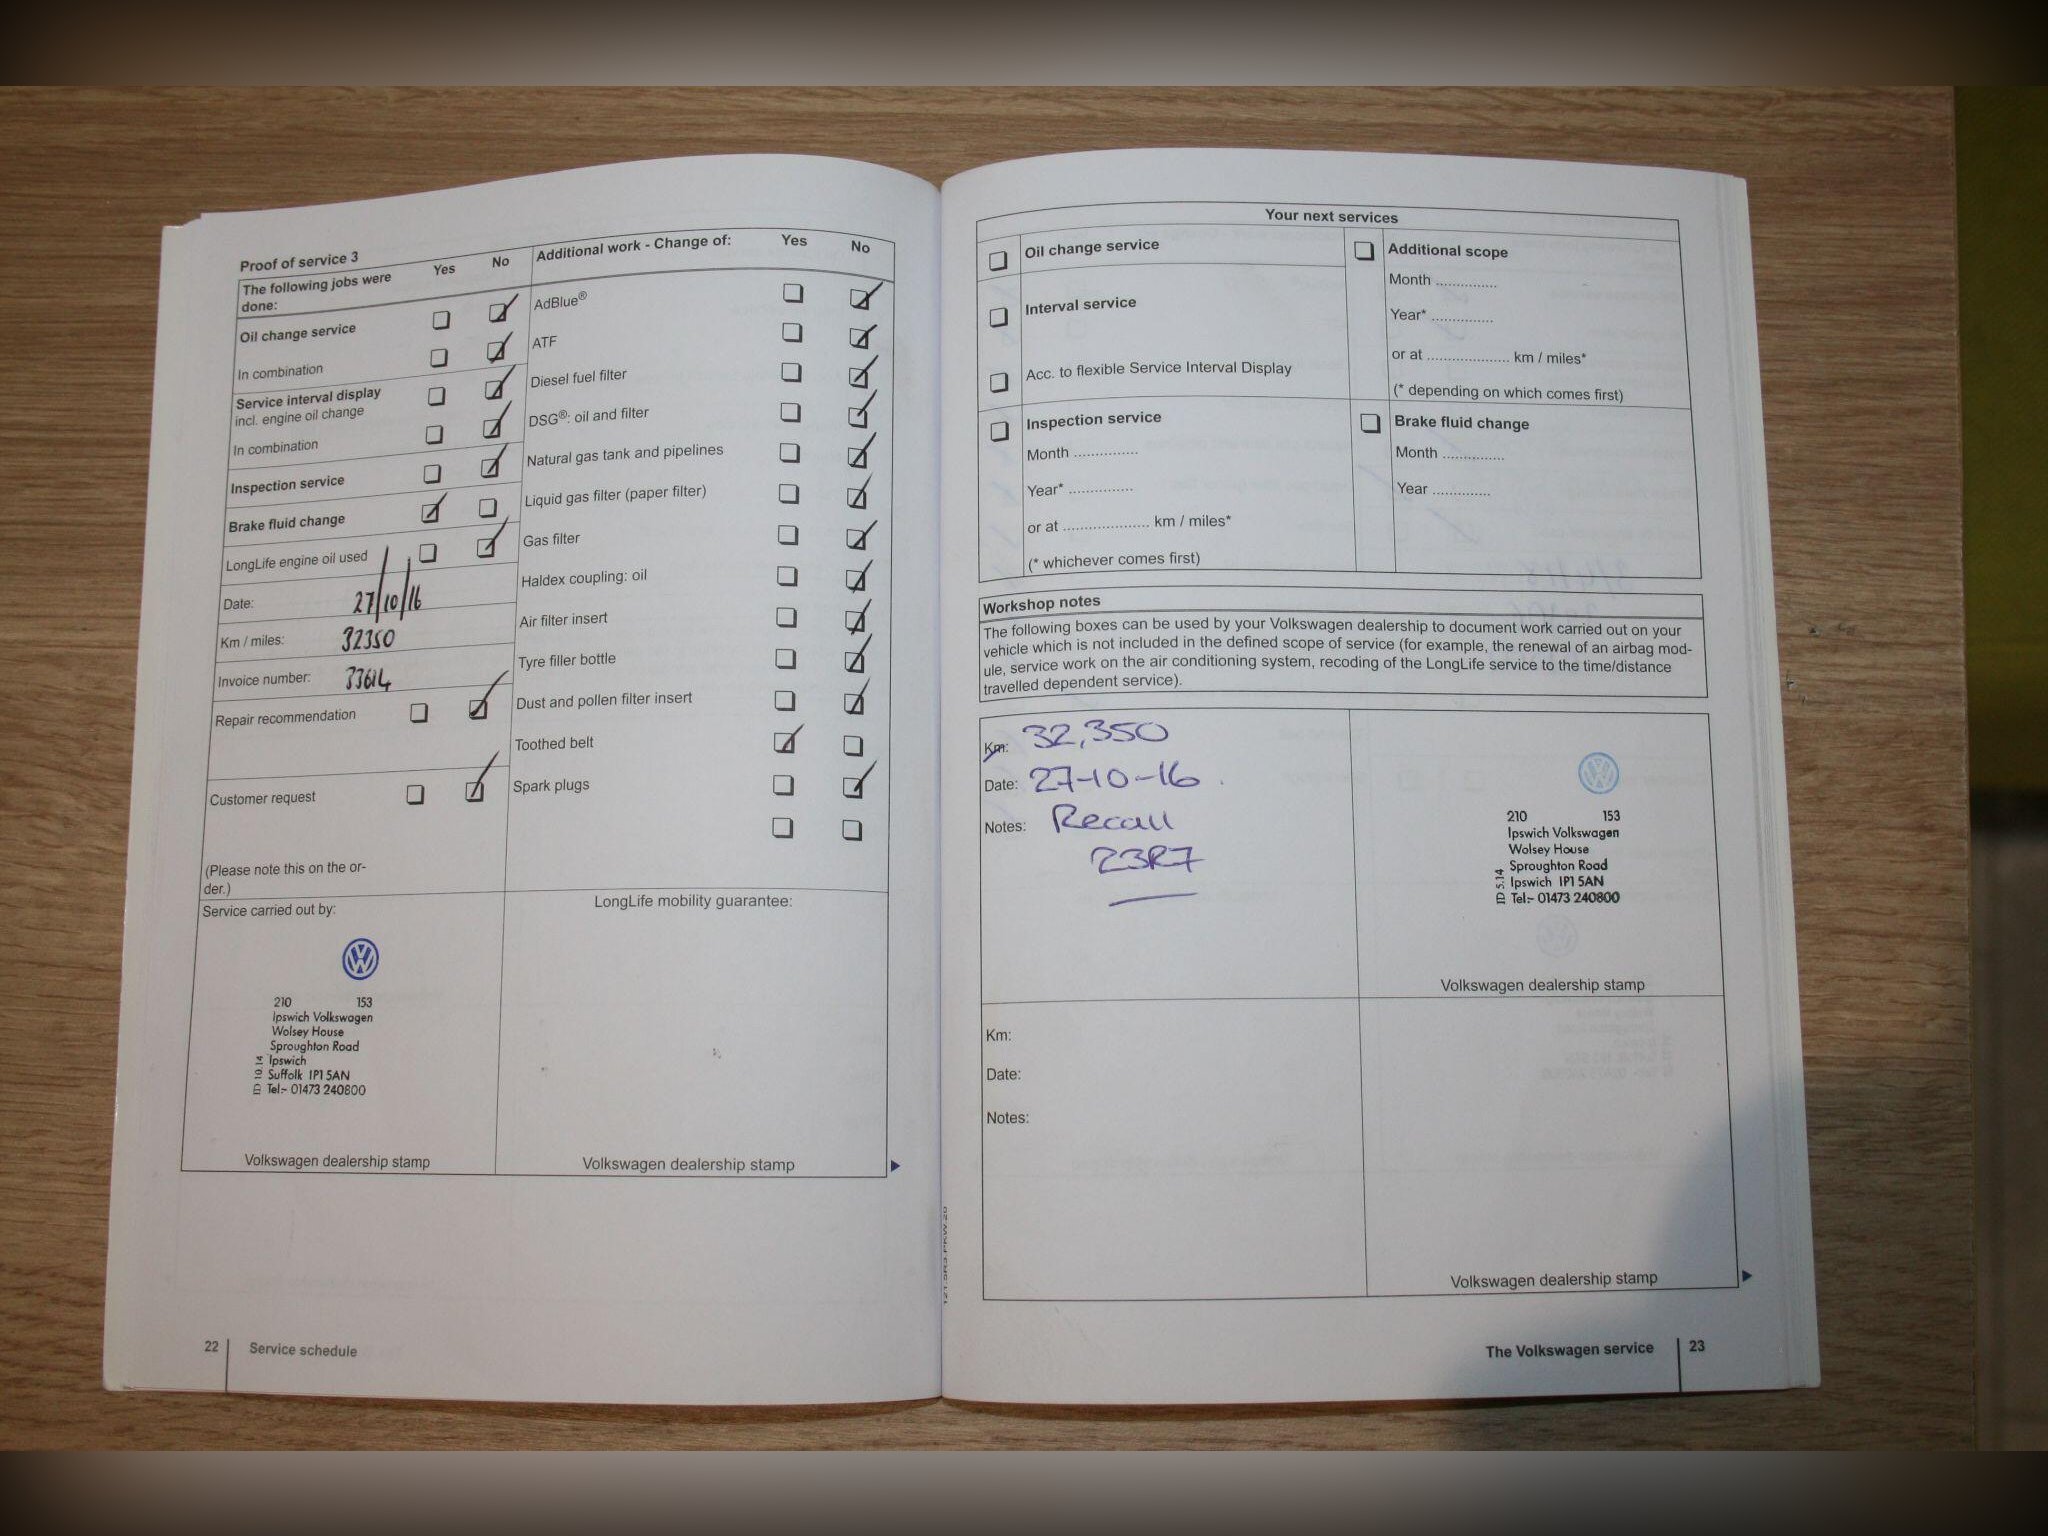 Proof of service 3
The following jobs were
done:
Yes No
Oil change service
In combination
Service interval display
incl. engine oil change
In combination
Inspection service
Brake fluid change
LongLife engine oil used
Date: 27/10/16
Km / miles: 32350
Invoice number: 33614
Repair recommendation
Customer request
(Please note this on the or-
der.)
Additional work - Change of: Yes No
AdBlue®
ATF
Diesel fuel filter
DSG®: oil and filter
Natural gas tank and pipelines
Liquid gas filter (paper filter)
Gas filter
Haldex coupling: oil
Air filter insert
Tyre filler bottle
Dust and pollen filter insert
Toothed belt
Spark plugs
Service carried out by:
210 153
Ipswich Volkswagen
Wolsey House
Sproughton Road
Ipswich
Suffolk IP1 5AN
Tel:- 01473 240800
ID 10.14
Volkswagen dealership stamp
LongLife mobility guarantee:
Volkswagen dealership stamp
22 Service schedule
Your next services
Oil change service
Interval service
Acc. to flexible Service Interval Display
Inspection service
Month ...............
Year* ...............
or at .................... km / miles*
(* whichever comes first)
Additional scope
Month ..............
Year* ..............
or at ................... km / miles*
(* depending on which comes first)
Brake fluid change
Month ..............
Year ..............
Workshop notes
The following boxes can be used by your Volkswagen dealership to document work carried out on your
vehicle which is not included in the defined scope of service (for example, the renewal of an airbag mod-
ule, service work on the air conditioning system, recoding of the LongLife service to the time/distance
travelled dependent service).
Km: 32,350
Date: 27-10-16
Notes: Recall
23R7
210 153
Ipswich Volkswagen
Wolsey House
Sproughton Road
Ipswich IP1 5AN
Tel:- 01473 240800
ID 5.14
Volkswagen dealership stamp
Km:
Date:
Notes:
Volkswagen dealership stamp
The Volkswagen service 23